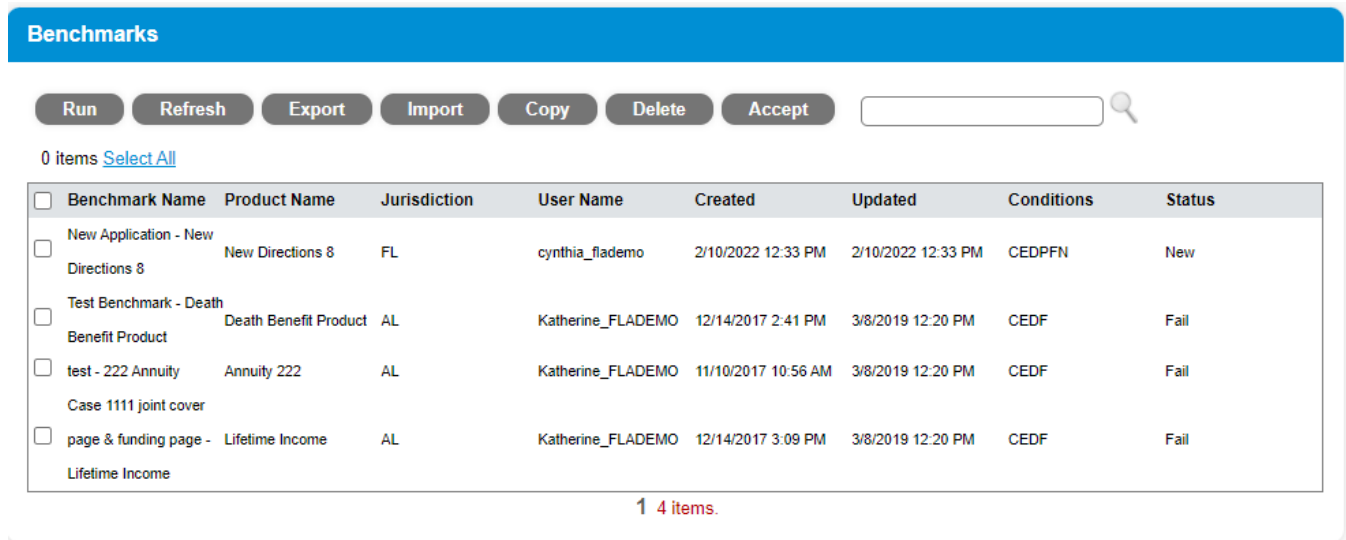 Benchmarks
Run Refresh Export Import Copy Delete Accept
0 items Select All
Benchmark Name Product Name Jurisdiction User Name Created Updated Conditions Status
New Application - New
Directions 8 New Directions 8 FL cynthia_flademo 2/10/2022 12:33 PM 2/10/2022 12:33 PM CEDPFN New
Test Benchmark - Death
Benefit Product Death Benefit Product AL Katherine_FLADEMO 12/14/2017 2:41 PM 3/8/2019 12:20 PM CEDF Fail
test - 222 Annuity Annuity 222 AL Katherine_FLADEMO 11/10/2017 10:56 AM 3/8/2019 12:20 PM CEDF Fail
Case 1111 joint cover
page & funding page - Lifetime Income AL Katherine_FLADEMO 12/14/2017 3:09 PM 3/8/2019 12:20 PM CEDF Fail
Lifetime Income
1 4 items.